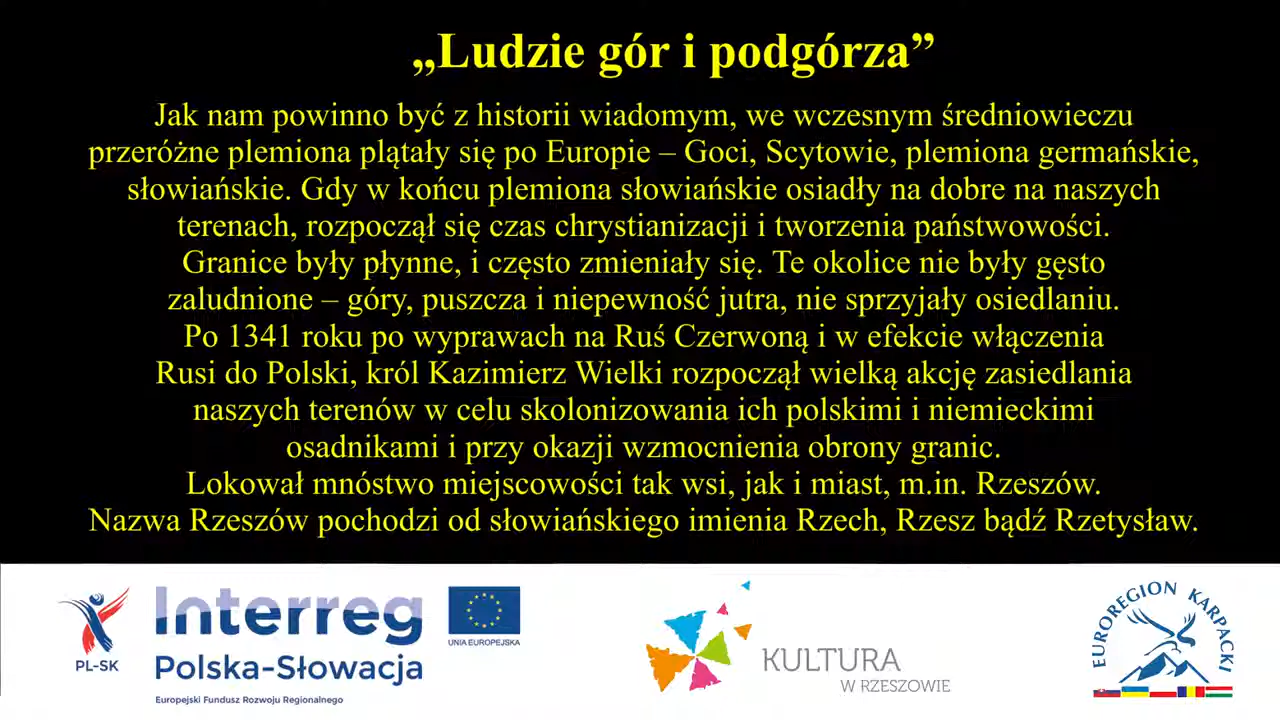 „Ludzie gór i podgórza”
Jak nam powinno być z historii wiadomym, we wczesnym średniowieczu
przeróżne plemiona plątały się po Europie – Goci, Scytowie, plemiona germańskie,
słowiańskie. Gdy w końcu plemiona słowiańskie osiadły na dobre na naszych
terenach, rozpoczął się czas chrystianizacji i tworzenia państwowości.
Granice były płynne, i często zmieniały się. Te okolice nie były gęsto
zaludnione – góry, puszcza i niepewność jutra, nie sprzyjały osiedlaniu.
Po 1341 roku po wyprawach na Ruś Czerwoną i w efekcie włączenia
Rusi do Polski, król Kazimierz Wielki rozpoczął wielką akcję zasiedlania
naszych terenów w celu skolonizowania ich polskimi i niemieckimi
osadnikami i przy okazji wzmocnienia obrony granic.
Lokował mnóstwo miejscowości tak wsi, jak i miast, m.in. Rzeszów.
Nazwa Rzeszów pochodzi od słowiańskiego imienia Rzech, Rzesz bądź Rzetysław.
PL-SK
Interreg
Polska-Słowacja
Europejski Fundusz Rozwoju Regionalnego
UNIA EUROPEJSKA
KULTURA
W RZESZOWIE
EUROREGION KARPACKI